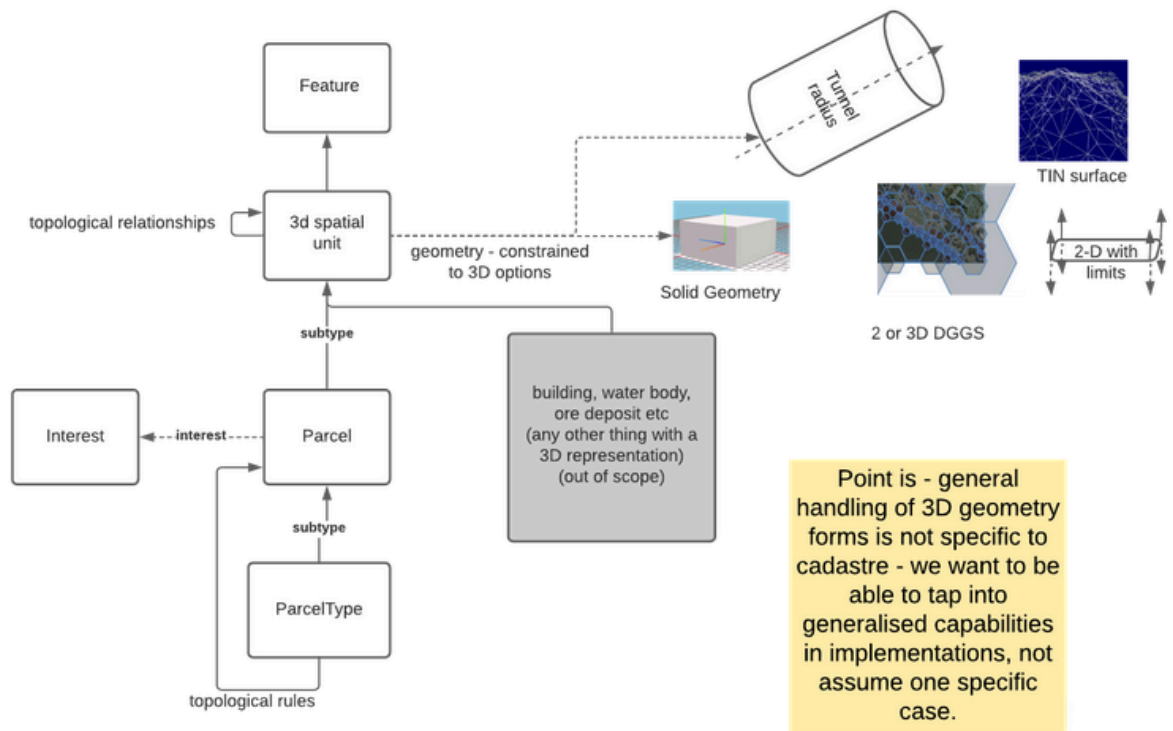 Feature
Tunnel
radius
TIN surface
topological relationships
3d spatial
unit
geometry - constrained
to 3D options
Solid Geometry
2-D with
limits
2 or 3D DGGS
subtype
building, water body,
ore deposit etc
(any other thing with a
3D representation)
(out of scope)
Interest
interest
Parcel
subtype
ParcelType
topological rules
Point is - general
handling of 3D geometry
forms is not specific to
cadastre - we want to be
able to tap into
generalised capabilities
in implementations, not
assume one specific
case.